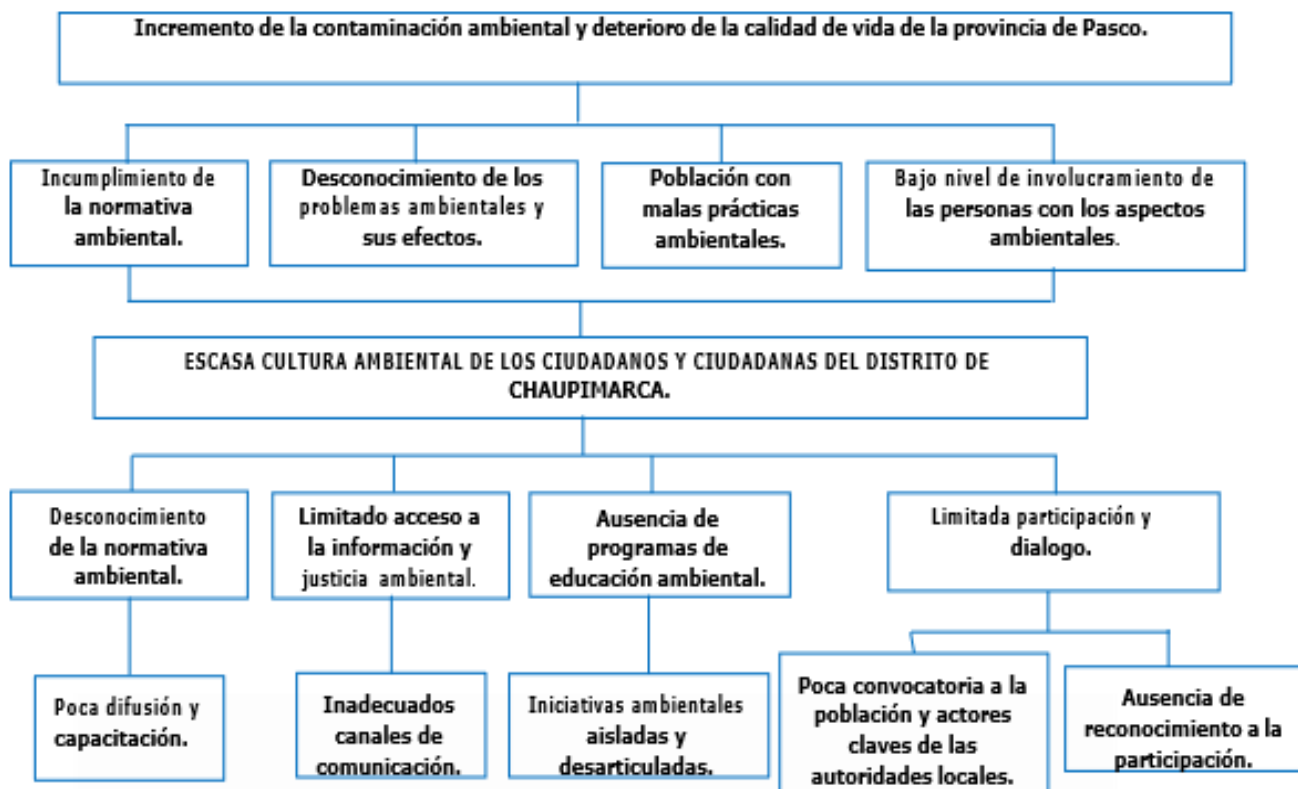 Incremento de la contaminación ambiental y deterioro de la calidad de vida de la provincia de Pasco.
Incumplimiento de
la normativa
ambiental.
Desconocimiento de los
problemas ambientales y
sus efectos.
Población con
malas prácticas
ambientales.
Bajo nivel de involucramiento de
las personas con los aspectos
ambientales.
ESCASA CULTURA AMBIENTAL DE LOS CIUDADANOS Y CIUDADANAS DEL DISTRITO DE
CHAUPIMARCA.
Desconocimiento
de la normativa
ambiental.
Limitado acceso a
la información y
justicia ambiental.
Ausencia de
programas de
educación ambiental.
Limitada participación y
dialogo.
Poca difusión y
capacitación.
Inadecuados
canales de
comunicación.
Iniciativas ambientales
aisladas y
desarticuladas.
Poca convocatoria a la
población y actores
claves de las
autoridades locales.
Ausencia de
reconocimiento a la
participación.